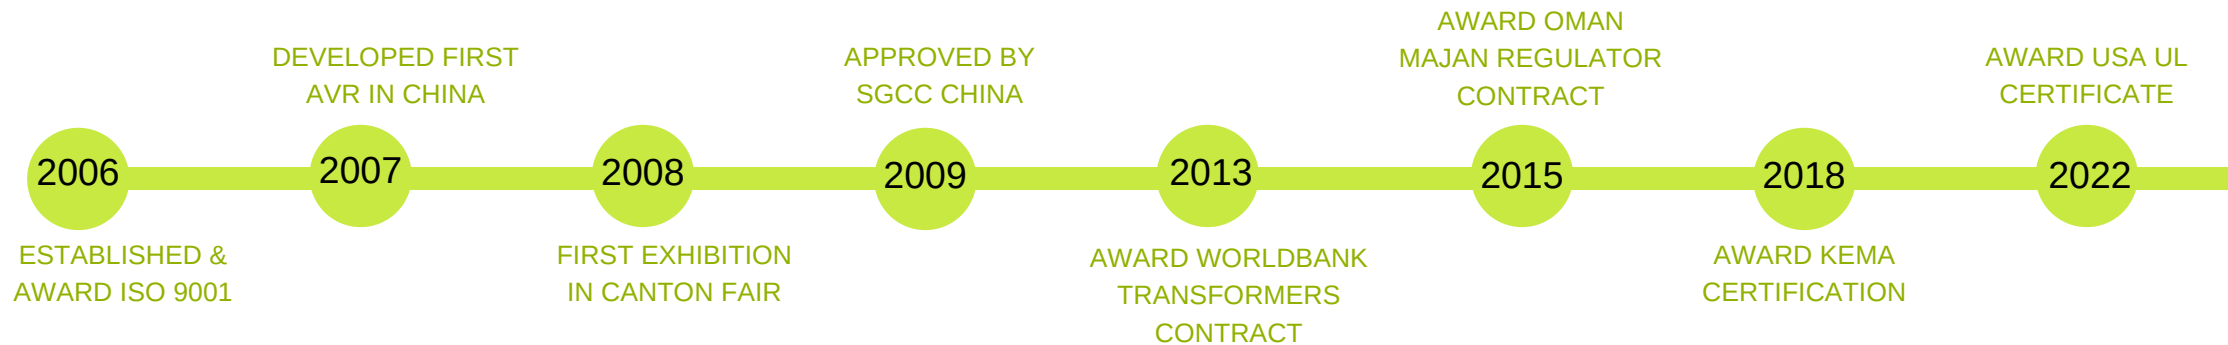 2006
ESTABLISHED &
AWARD ISO 9001
DEVELOPED FIRST
AVR IN CHINA
2007
2008
FIRST EXHIBITION
IN CANTON FAIR
APPROVED BY
SGCC CHINA
2009
2013
AWARD WORLDBANK
TRANSFORMERS
CONTRACT
AWARD OMAN
MAJAN REGULATOR
CONTRACT
2015
2018
AWARD KEMA
CERTIFICATION
AWARD USA UL
CERTIFICATE
2022